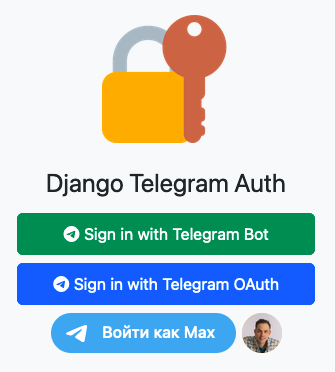 Django Telegram Auth
Sign in with Telegram Bot
Sign in with Telegram OAuth
Войти как Max